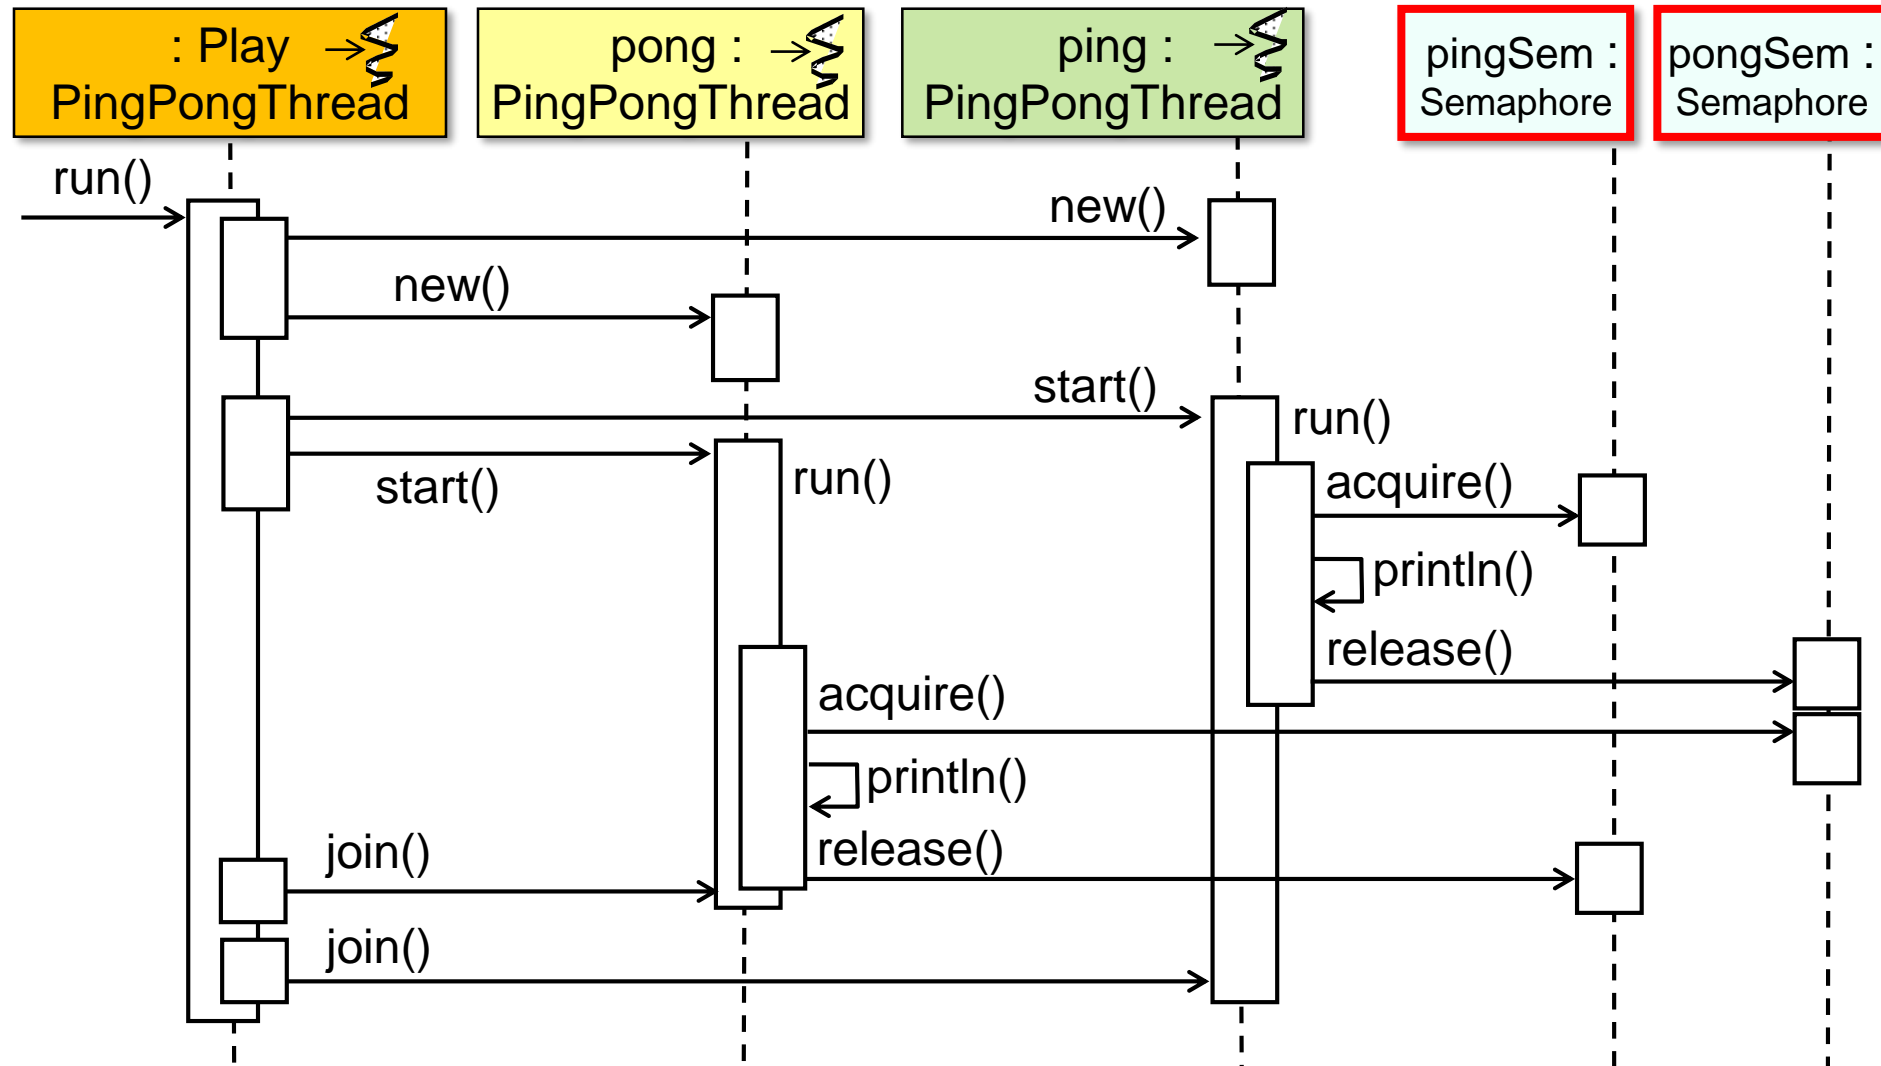 : Play
PingPongThread
pong :
PingPongThread
ping :
PingPongThread
pingSem :
Semaphore
pongSem :
Semaphore
run()
new()
new()
start()
run()
start()
run()
acquire()
println()
release()
acquire()
println()
release()
join()
join()